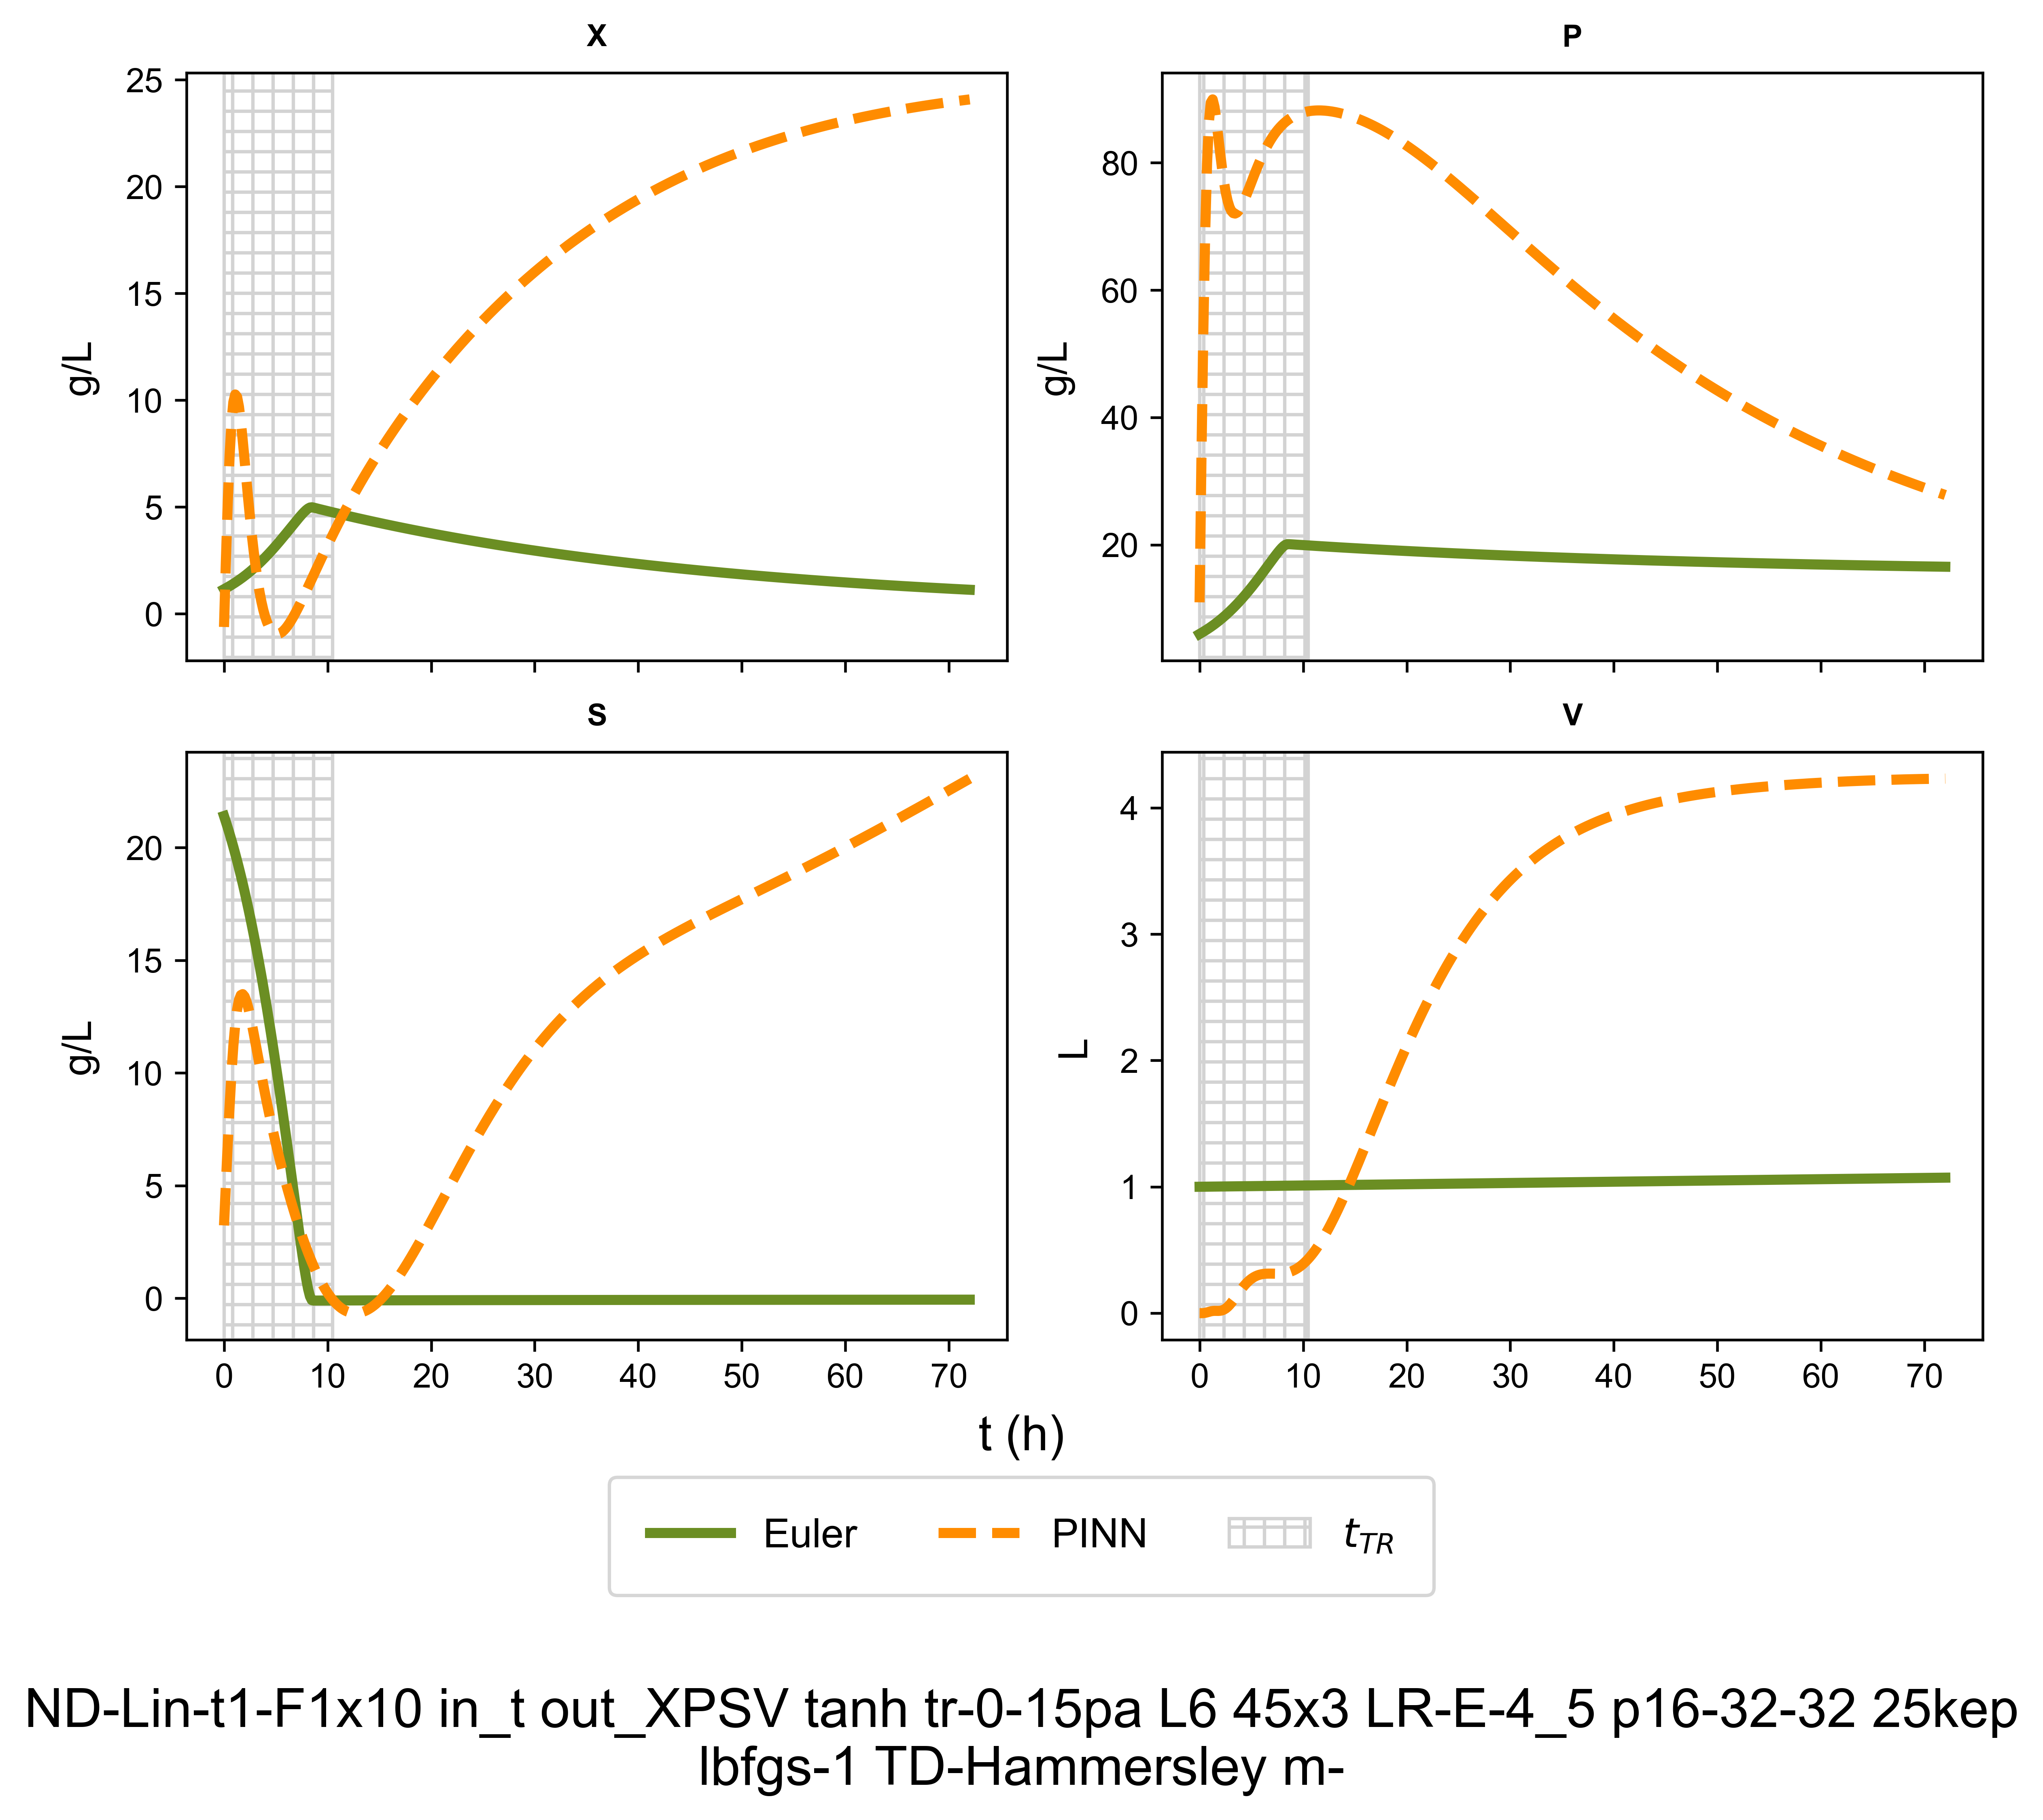 X
P
25
20
15
10
5
0
g/L
80
60
40
20
g/L
S
V
20
15
10
5
0
g/L
4
3
2
1
0
L
0 10 20 30 40 50 60 70
0 10 20 30 40 50 60 70
t (h)
Euler PINN t_TR
ND-Lin-t1-F1x10 in_t out_XPSV tanh tr-0-15pa L6 45x3 LR-E-4_5 p16-32-32 25kep
lbfgs-1 TD-Hammersley m-